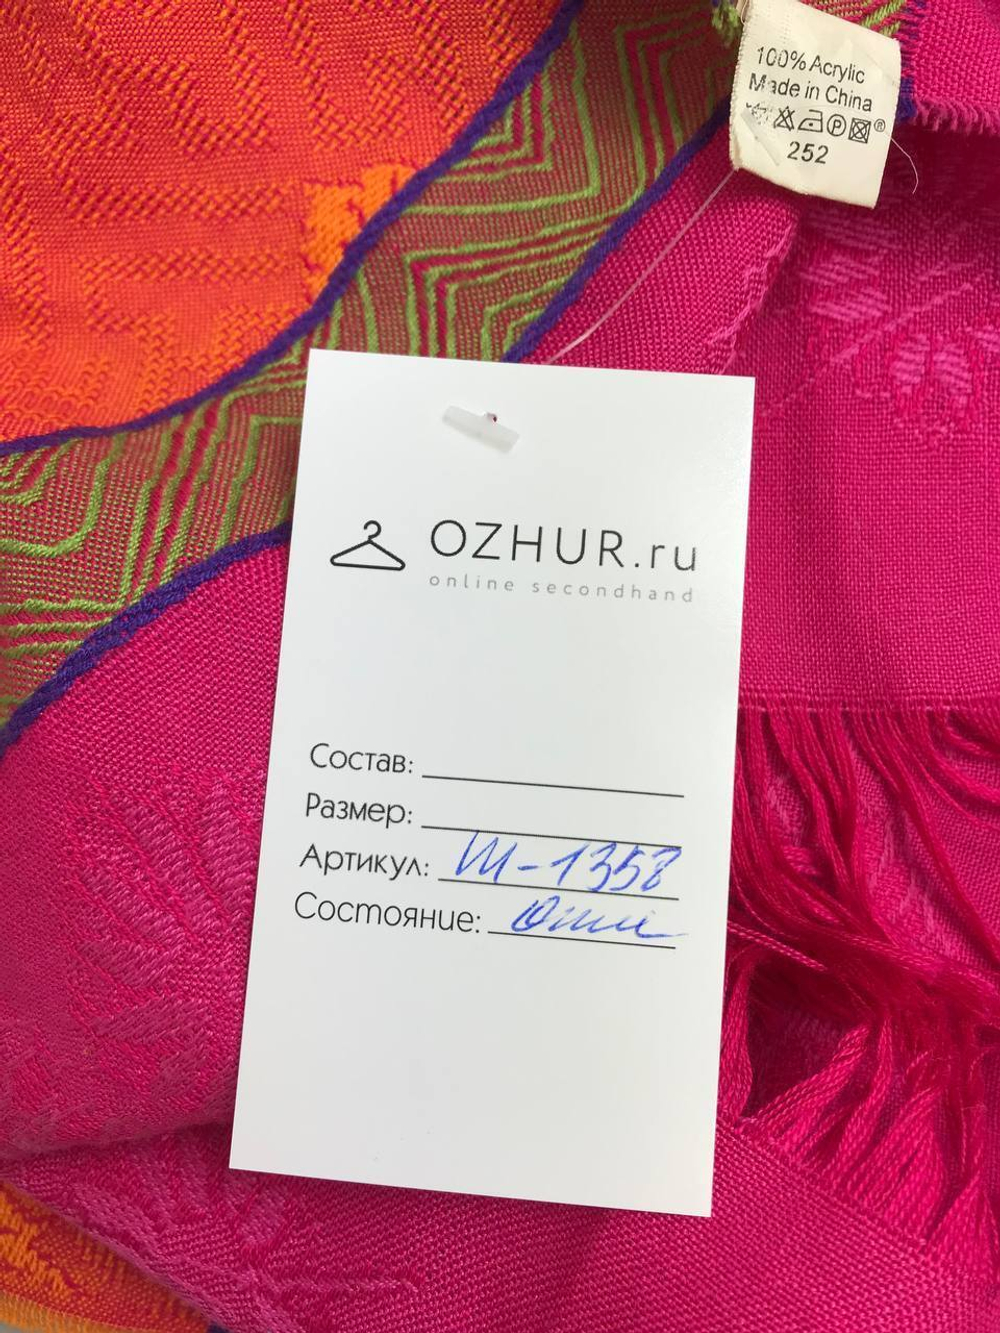 100% Acrylic
Made in China
252
OZHUR.ru
online secondhand
Состав:
Размер:
Артикул: Ш-1358
Состояние: Отл